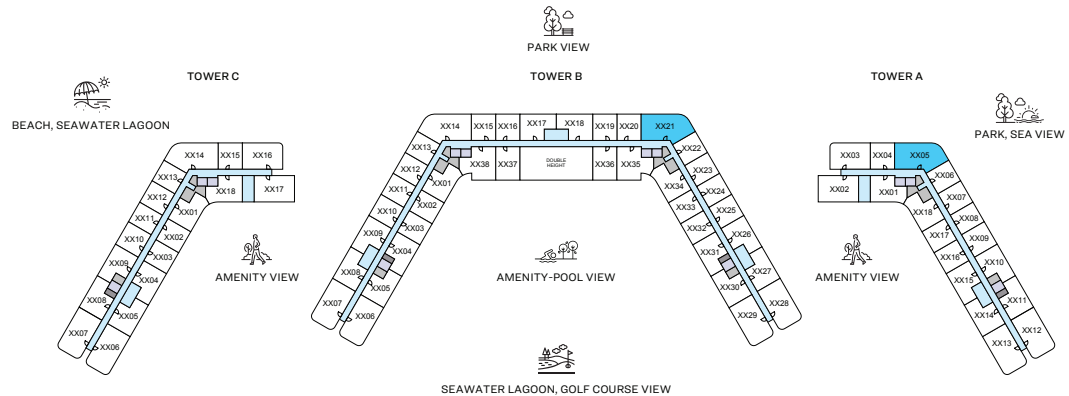 PARK VIEW
TOWER C
TOWER B
TOWER A
BEACH, SEAWATER LAGOON
PARK, SEA VIEW
XX14
XX15
XX16
XX13
XX12
XX11
XX10
XX09
XX08
XX07
XX18
XX17
XX01
XX02
XX03
XX04
XX05
XX06
AMENITY VIEW
XX14
XX15
XX16
XX17
XX18
XX19
XX20
XX21
XX13
XX12
XX11
XX10
XX09
XX08
XX07
XX38
XX37
DOUBLE
HEIGHT
XX36
XX35
XX01
XX02
XX03
XX04
XX05
XX06
XX22
XX23
XX24
XX25
XX26
XX27
XX28
XX34
XX33
XX32
XX31
XX30
XX29
AMENITY-POOL VIEW
XX03
XX04
XX05
XX02
XX01
XX06
XX07
XX08
XX09
XX10
XX11
XX12
XX18
XX17
XX16
XX15
XX14
XX13
AMENITY VIEW
SEAWATER LAGOON, GOLF COURSE VIEW